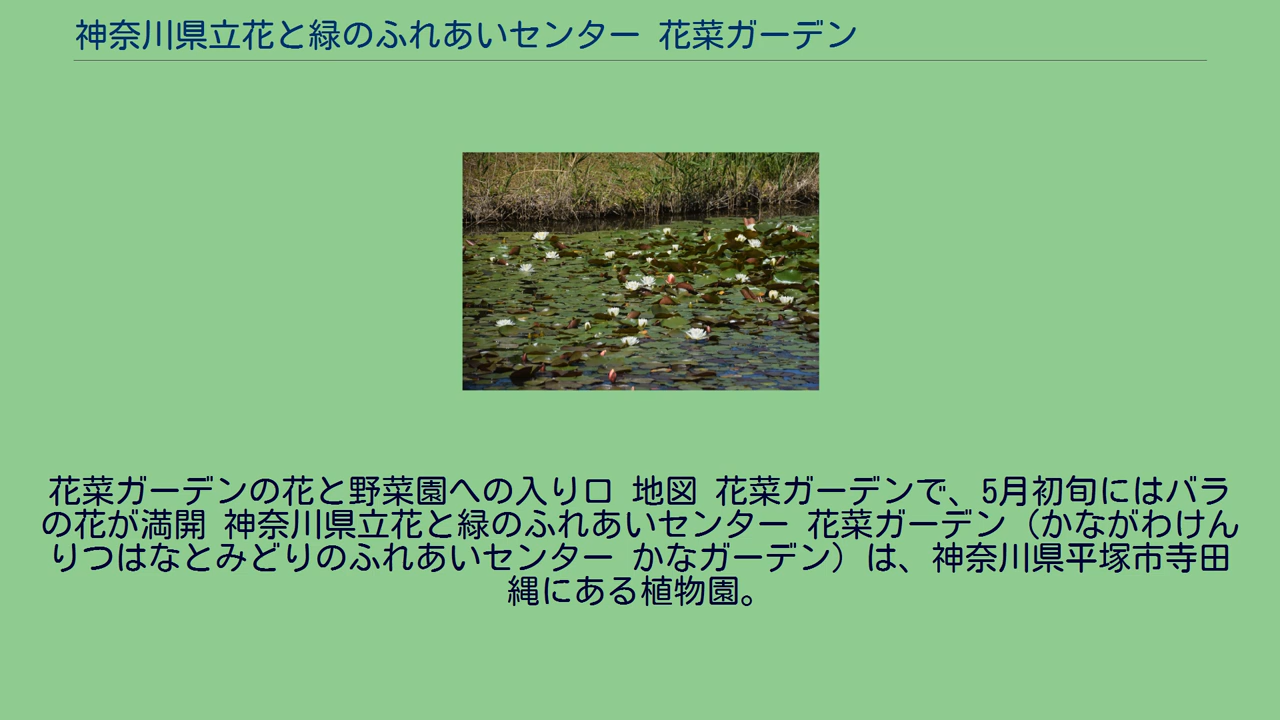 神奈川県立花と緑のふれあいセンター 花菜ガーデン
花菜ガーデンの花と野菜園への入り口 地図 花菜ガーデンで、5月初旬にはバラ
の花が満開 神奈川県立花と緑のふれあいセンター 花菜ガーデン（かながわけん
りつはなとみどりのふれあいセンター かなガーデン）は、神奈川県平塚市寺田
縄にある植物園。